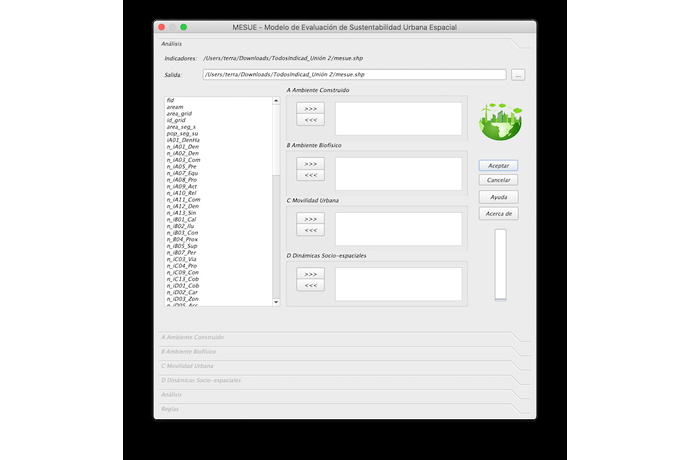 MESUE - Modelo de Evaluación de Sustentabilidad Urbana Espacial
Análisis
Indicadores: /Users/terra/Downloads/TodosIndicad_Unión 2/mesue.shp
Salida: /Users/terra/Downloads/TodosIndicad_Unión 2/mesue.shp ...
fid
aream
area_grid
id_grid
area_seg_s
pop_seg_su
iA01_DenHa
n_iA01_Den
n_iA02_Den
n_iA03_Com
n_iA05_Pre
n_iA07_Equ
n_iA08_Pro
n_iA09_Act
n_iA10_Rel
n_iA11_Com
n_iA12_Den
n_iA13_Sin
n_iB01_Cal
n_iB02_Ilu
n_iB03_Con
n_B04_Prox
n_iB05_Sup
n_iB07_Per
n_iC03_Via
n_iC04_Pro
n_iC09_Con
n_iC13_Cob
n_iD01_Cob
n_iD02_Car
n_iD03_Zon
n_iD05_Acc
A Ambiente Construido
>>>
<<<
B Ambiente Biofísico
>>>
<<<
C Movilidad Urbana
>>>
<<<
D Dinámicas Socio-espaciales
>>>
<<<
Aceptar
Cancelar
Ayuda
Acerca de
A Ambiente Construido
B Ambiente Biofísico
C Movilidad Urbana
D Dinámicas Socio-espaciales
Análisis
Reglas